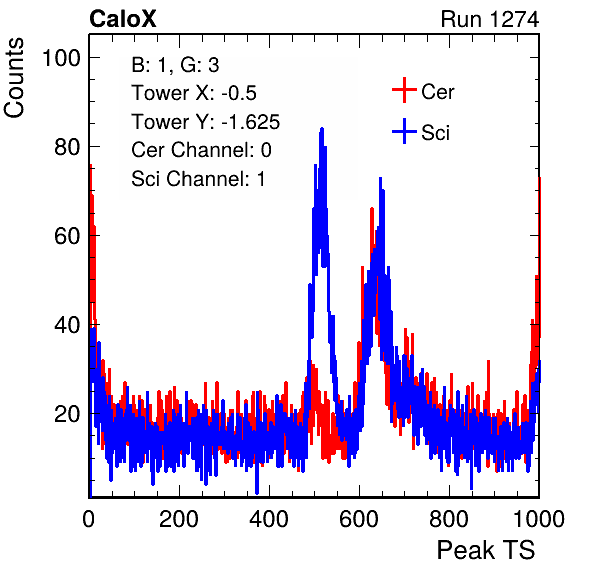 CaloX
Run 1274
Counts
B: 1, G: 3
Tower X: -0.5
Tower Y: -1.625
Cer Channel: 0
Sci Channel: 1
Cer
Sci
100
80
60
40
20
0
200
400
600
800
1000
Peak TS